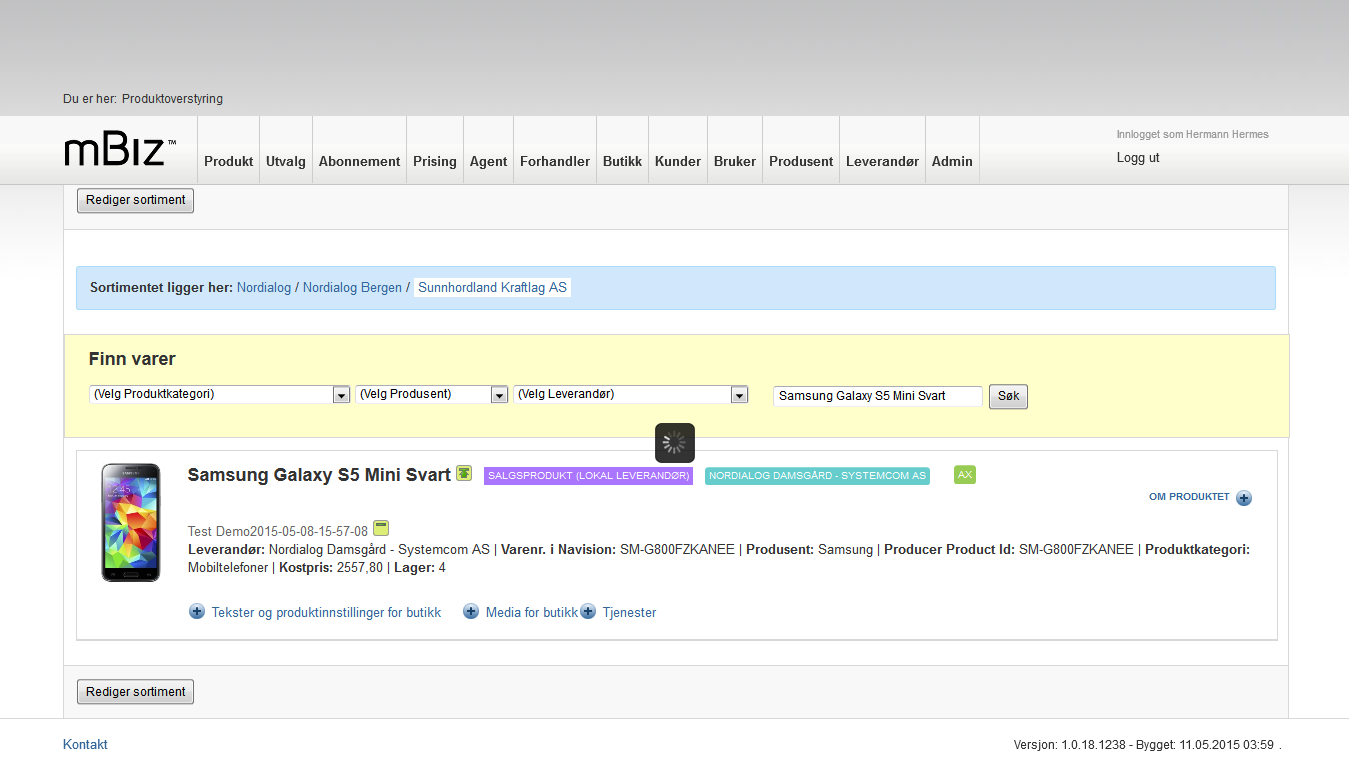 Du er her: Produktoverstyring
mBiz™
Produkt Utvalg Abonnement Prising Agent Forhandler Butikk Kunder Bruker Produsent Leverandør Admin
Innlogget som Hermann Hermes
Logg ut
Rediger sortiment
Sortimentet ligger her: Nordialog / Nordialog Bergen / Sunnhordland Kraftlag AS
Finn varer
(Velg Produktkategori) (Velg Produsent) (Velg Leverandør) Samsung Galaxy S5 Mini Svart Søk
Samsung Galaxy S5 Mini Svart SALGSPRODUKT (LOKAL LEVERANDØR) NORDIALOG DAMSGÅRD - SYSTEMCOM AS AX
OM PRODUKTET
Test Demo2015-05-08-15-57-08
Leverandør: Nordialog Damsgård - Systemcom AS | Varenr. i Navision: SM-G800FZKANEE | Produsent: Samsung | Producer Product Id: SM-G800FZKANEE | Produktkategori:
Mobiltelefoner | Kostpris: 2557,80 | Lager: 4
Tekster og produktinnstillinger for butikk Media for butikk Tjenester
Rediger sortiment
Kontakt
Versjon: 1.0.18.1238 - Bygget: 11.05.2015 03:59 .